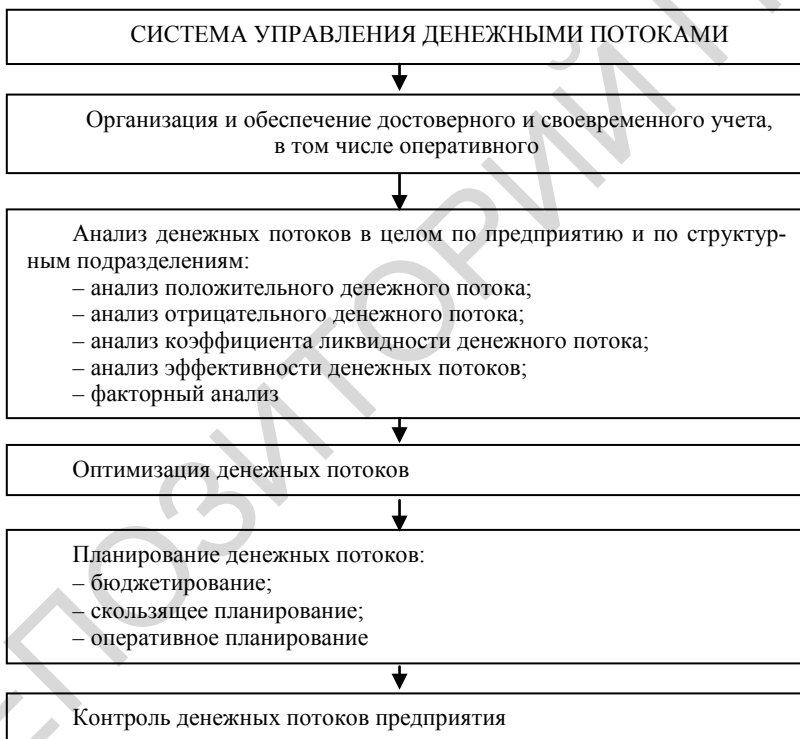 СИСТЕМА УПРАВЛЕНИЯ ДЕНЕЖНЫМИ ПОТОКАМИ
Организация и обеспечение достоверного и своевременного учета,
в том числе оперативного
Анализ денежных потоков в целом по предприятию и по структур-
ным подразделениям:
– анализ положительного денежного потока;
– анализ отрицательного денежного потока;
– анализ коэффициента ликвидности денежного потока;
– анализ эффективности денежных потоков;
– факторный анализ
Оптимизация денежных потоков
Планирование денежных потоков:
– бюджетирование;
– скользящее планирование;
– оперативное планирование
Контроль денежных потоков предприятия